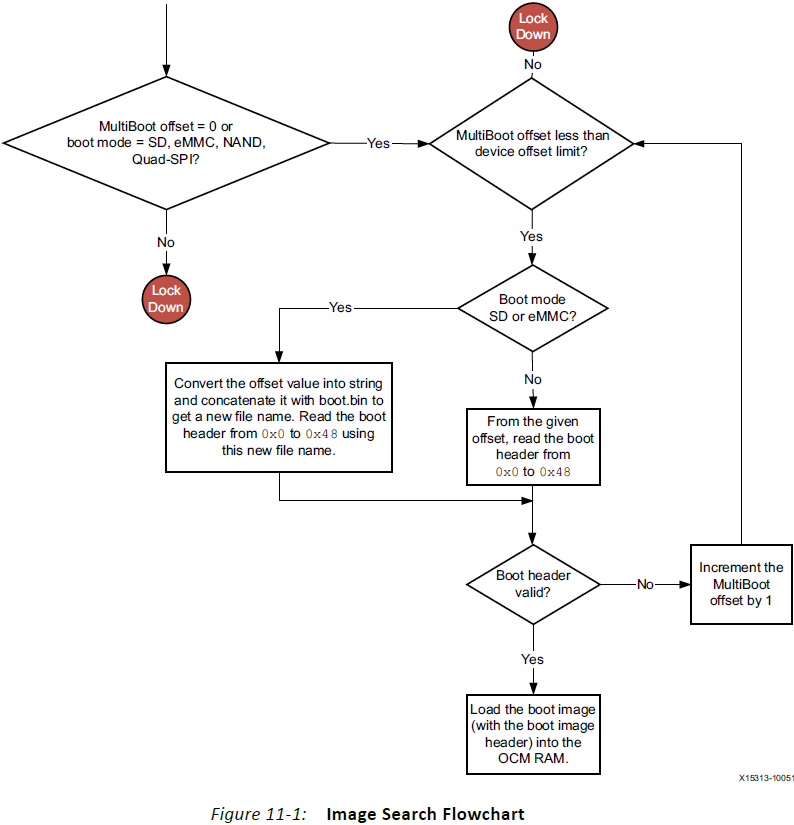 Lock
Down
No
MultiBoot offset = 0 or
boot mode = SD, eMMC, NAND,
Quad-SPI?
Yes
MultiBoot offset less than
device offset limit?
No
Lock
Down
Yes
Boot mode
SD or eMMC?
Yes
No
Convert the offset value into string
and concatenate it with boot.bin to
get a new file name. Read the boot
header from 0x0 to 0x48 using
this new file name.
From the given
offset, read the boot
header from
0x0 to 0x48
Boot header
valid?
No
Increment the
MultiBoot
offset by 1
Yes
Load the boot image
(with the boot image
header) into the
OCM RAM.
X15313-10051
Figure 11-1: Image Search Flowchart